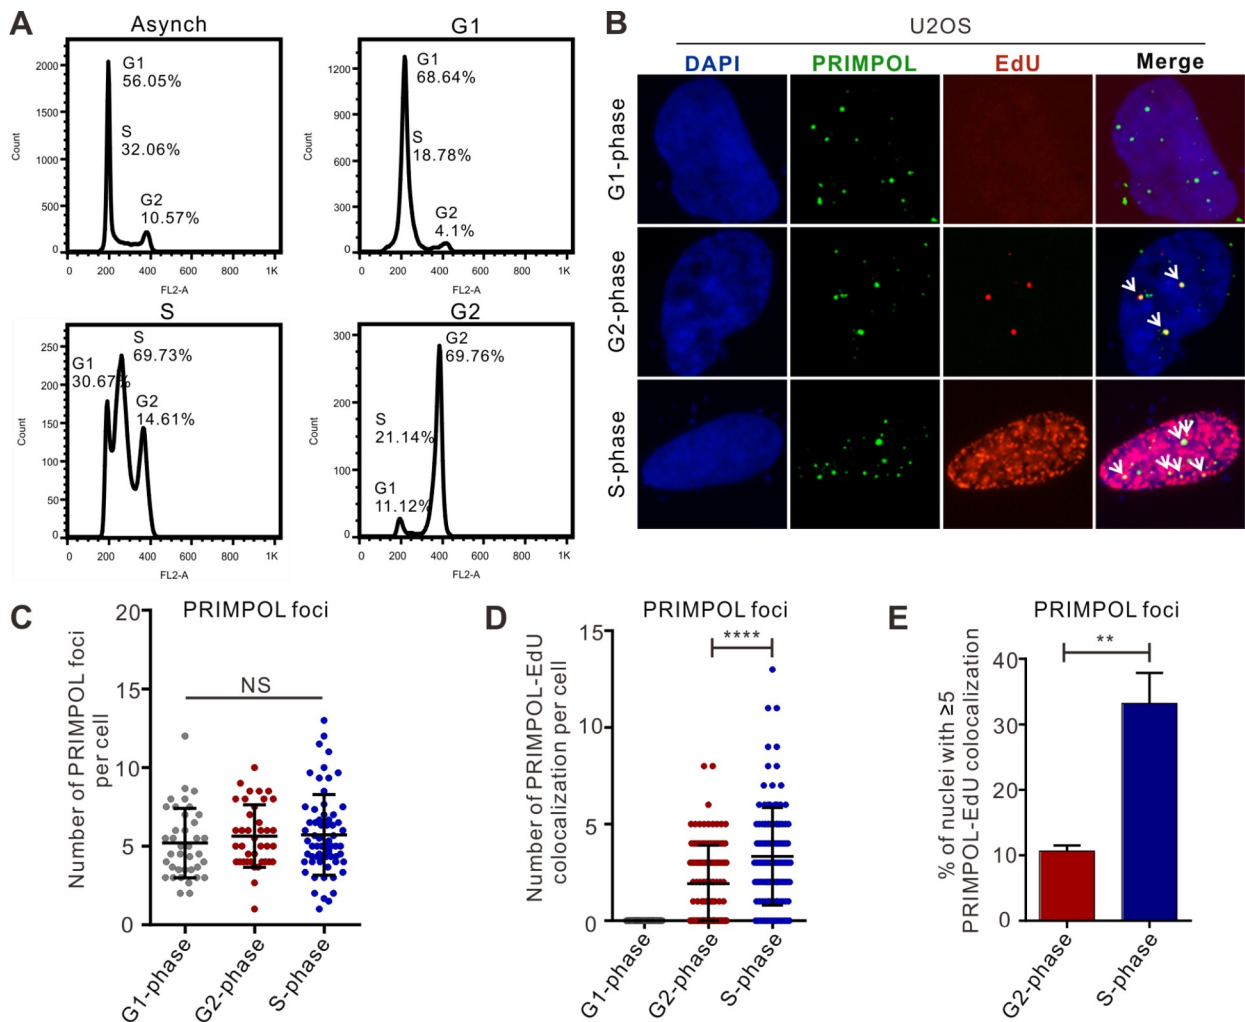 A
Asynch
2000
1500
1000
500
0
Count
G1
56.05%
S
32.06%
G2
10.57%
0 200 400 600 800 1K
FL2-A
G1
1200
900
600
300
0
Count
G1
68.64%
S
18.78%
G2
4.1%
0 200 400 600 800 1K
FL2-A
S
250
200
150
100
50
0
Count
S
69.73%
G1
30.67%
G2
14.61%
0 200 400 600 800 1K
FL2-A
G2
300
200
100
0
Count
G2
69.76%
S
21.14%
G1
11.12%
0 200 400 600 800 1K
FL2-A
B
U2OS
DAPI PRIMPOL EdU Merge
G1-phase
G2-phase
S-phase
C
PRIMPOL foci
Number of PRIMPOL foci
per cell
20
15
10
5
0
NS
G1-phase
G2-phase
S-phase
D
PRIMPOL foci
Number of PRIMPOL-EdU
colocalization per cell
15
10
5
0
****
G1-phase
G2-phase
S-phase
E
PRIMPOL foci
% of nuclei with ≥5
PRIMPOL-EdU colocalization
40
30
20
10
0
**
G2-phase
S-phase